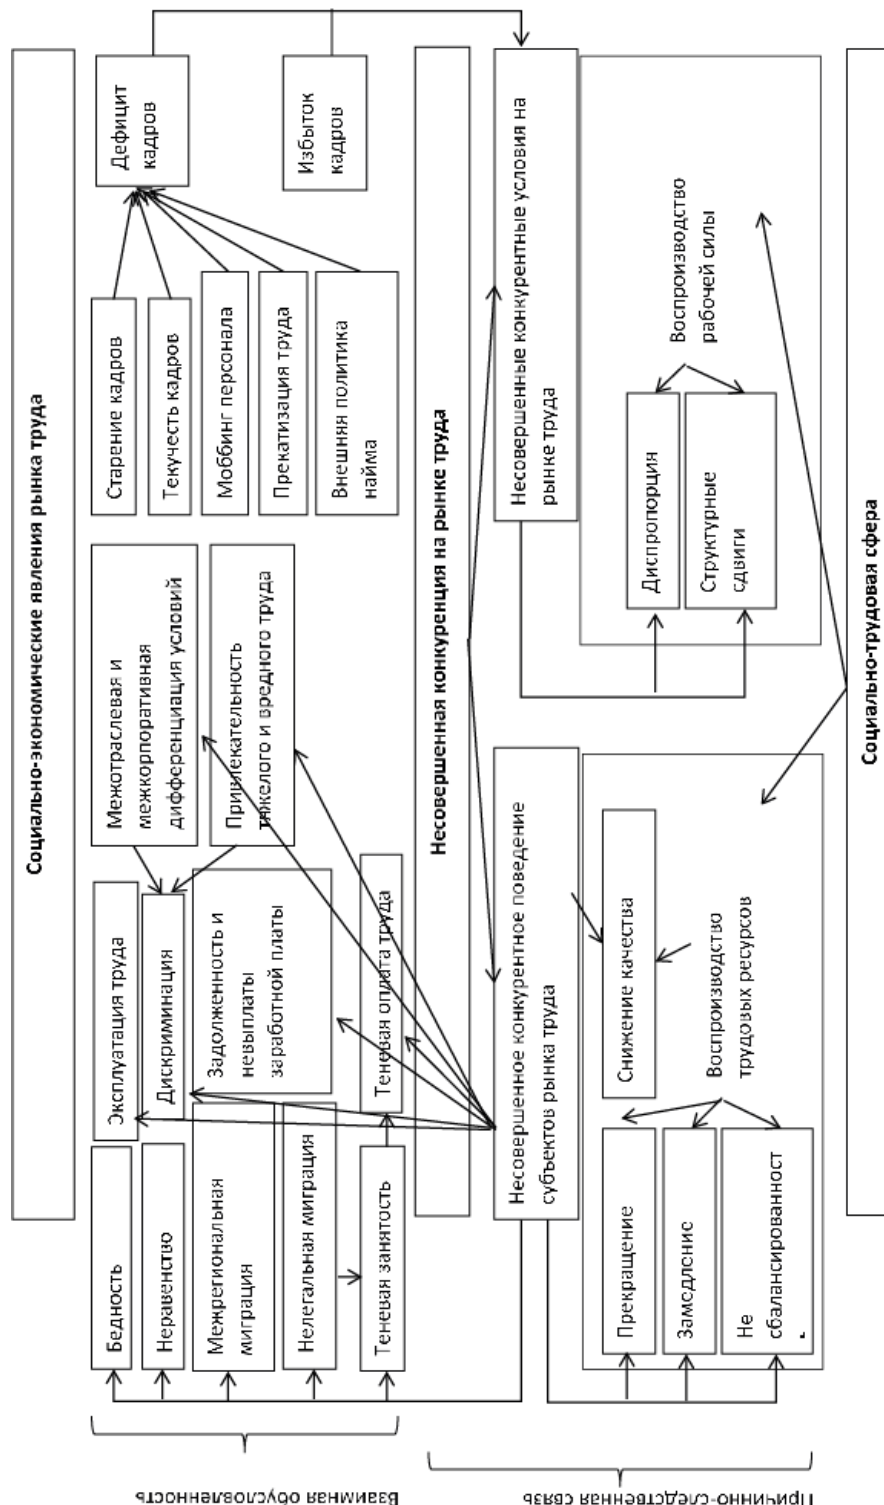 Социально-экономические явления рынка труда
Бедность
Неравенство
Межрегиональная
миграция
Нелегальная миграция
Теневая занятость
Эксплуатация труда
Дискриминация
Задолженность и
невыплаты
заработной платы
Теневая оплата труда
Межотраслевая и
межкорпоративная
дифференциация условий
Привлекательность
тяжелого и вредного труда
Старение кадров
Текучесть кадров
Моббинг персонала
Прекатизация труда
Внешняя политика
найма
Дефицит
кадров
Избыток
кадров
Взаимная обусловленность
Несовершенная конкуренция на рынке труда
Несовершенное конкурентное поведение
субъектов рынка труда
Несовершенные конкурентные условия на
рынке труда
Прекращение
Замедление
Не
сбалансированност
Снижение качества
Воспроизводство
трудовых ресурсов
Диспропорция
Структурные
сдвиги
Воспроизводство
рабочей силы
Причинно-следственная связь
Социально-трудовая сфера